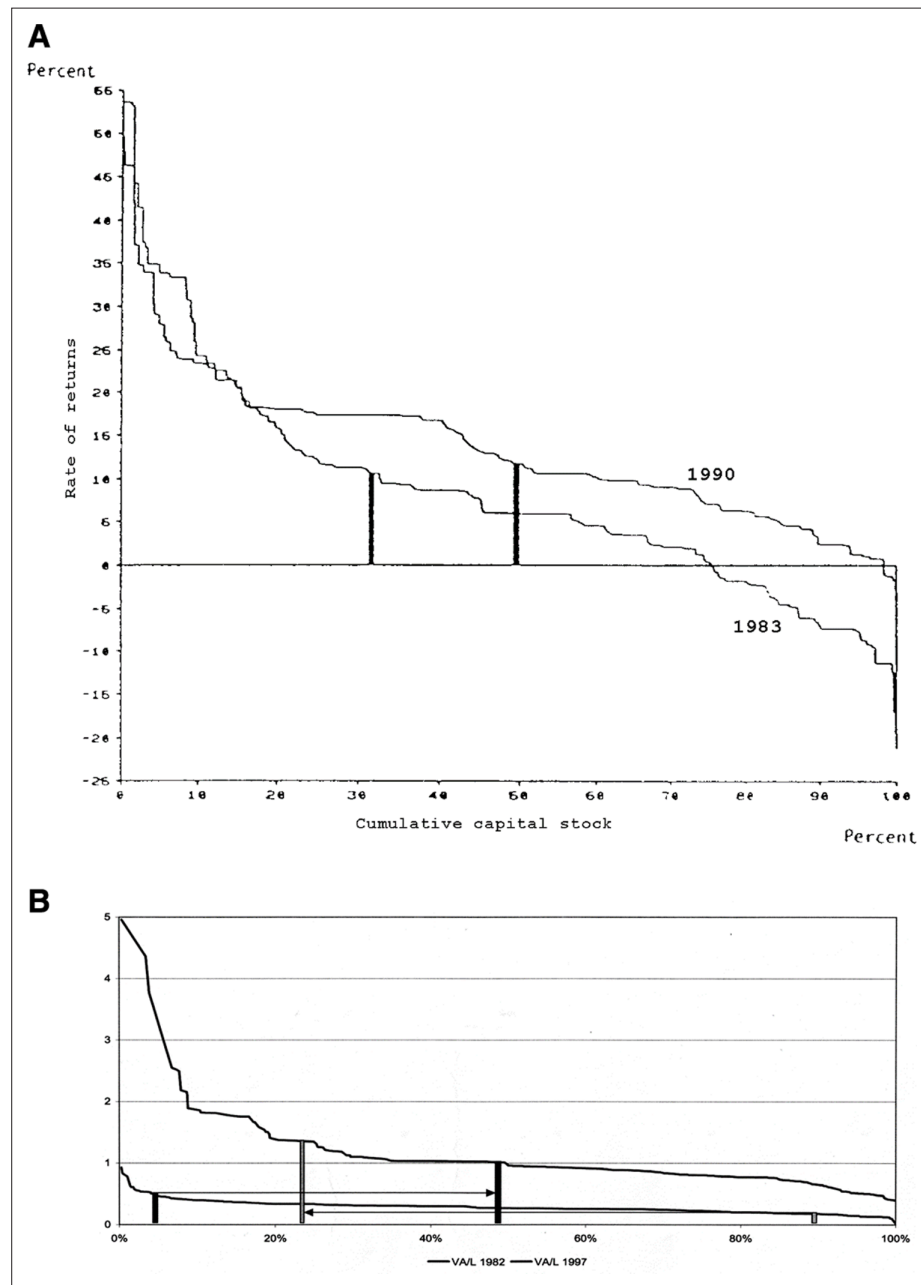 A
Percent
55
50
45
40
35
30
25
20
15
10
5
0
-5
-10
-15
-20
-25
Rate of returns
1990
1983
0 10 20 30 40 50 60 70 80 90 100
Cumulative capital stock
Percent
B
5
4
3
2
1
0
0% 20% 40% 60% 80% 100%
VA/L 1982 VA/L 1997